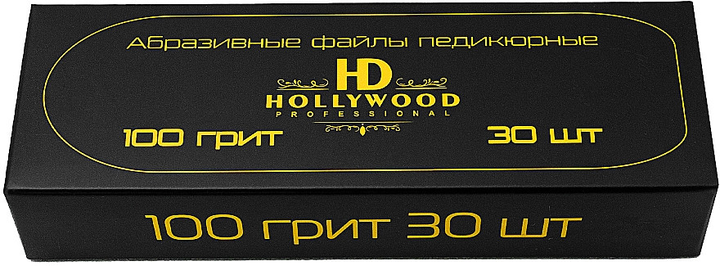 Абразивные файлы педикюрные
HD
HOLLYWOOD
PROFESSIONAL
100 грит 30 шт
100 грит 30 шт